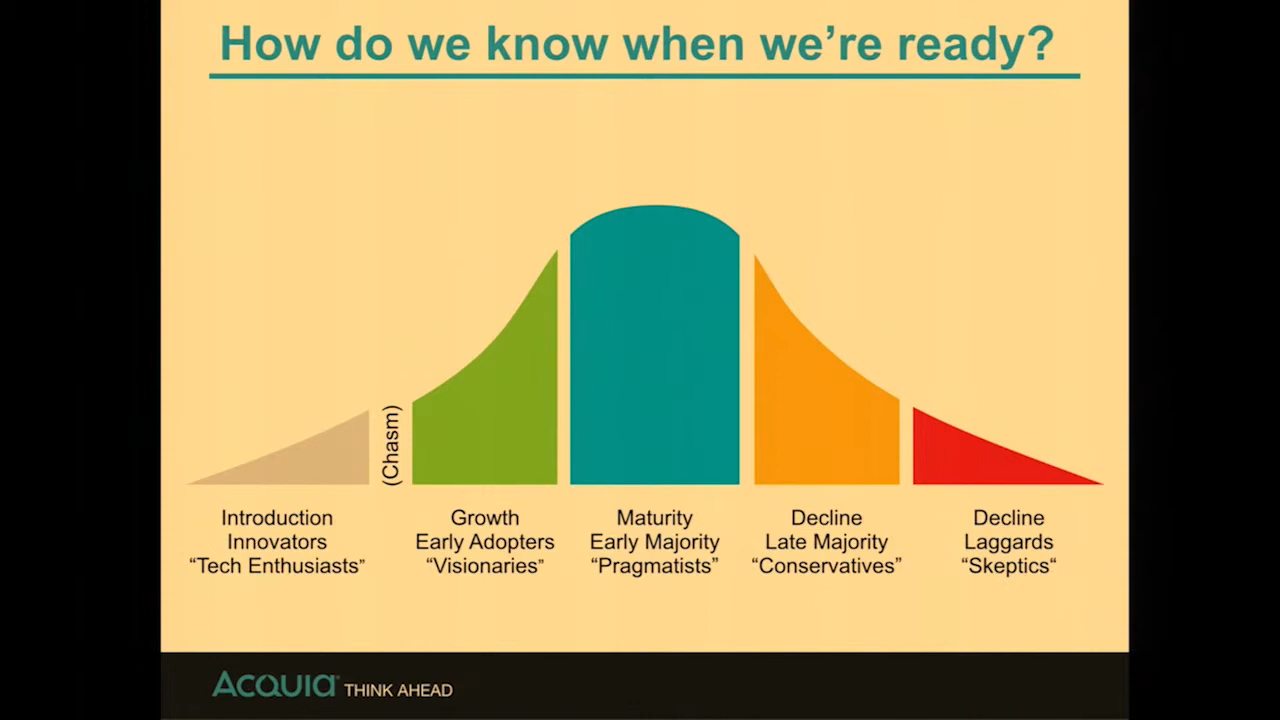 How do we know when we’re ready?
(Chasm)
Introduction
Innovators
“Tech Enthusiasts”
Growth
Early Adopters
“Visionaries”
Maturity
Early Majority
“Pragmatists”
Decline
Late Majority
“Conservatives”
Decline
Laggards
“Skeptics“
ACQUIA® THINK AHEAD